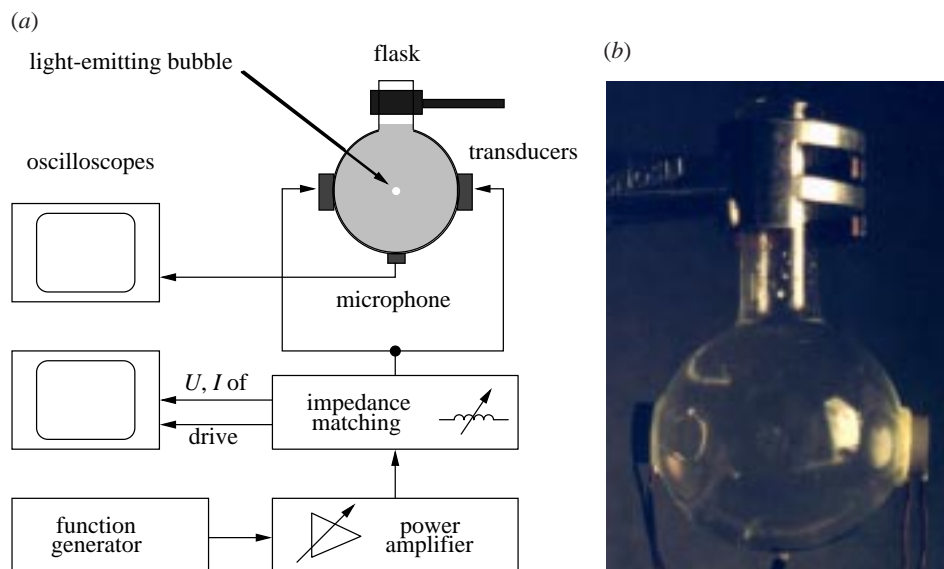 (a)
flask
light-emitting bubble
oscilloscopes
transducers
microphone
U, I of
drive
impedance
matching
function
generator
power
amplifier
(b)